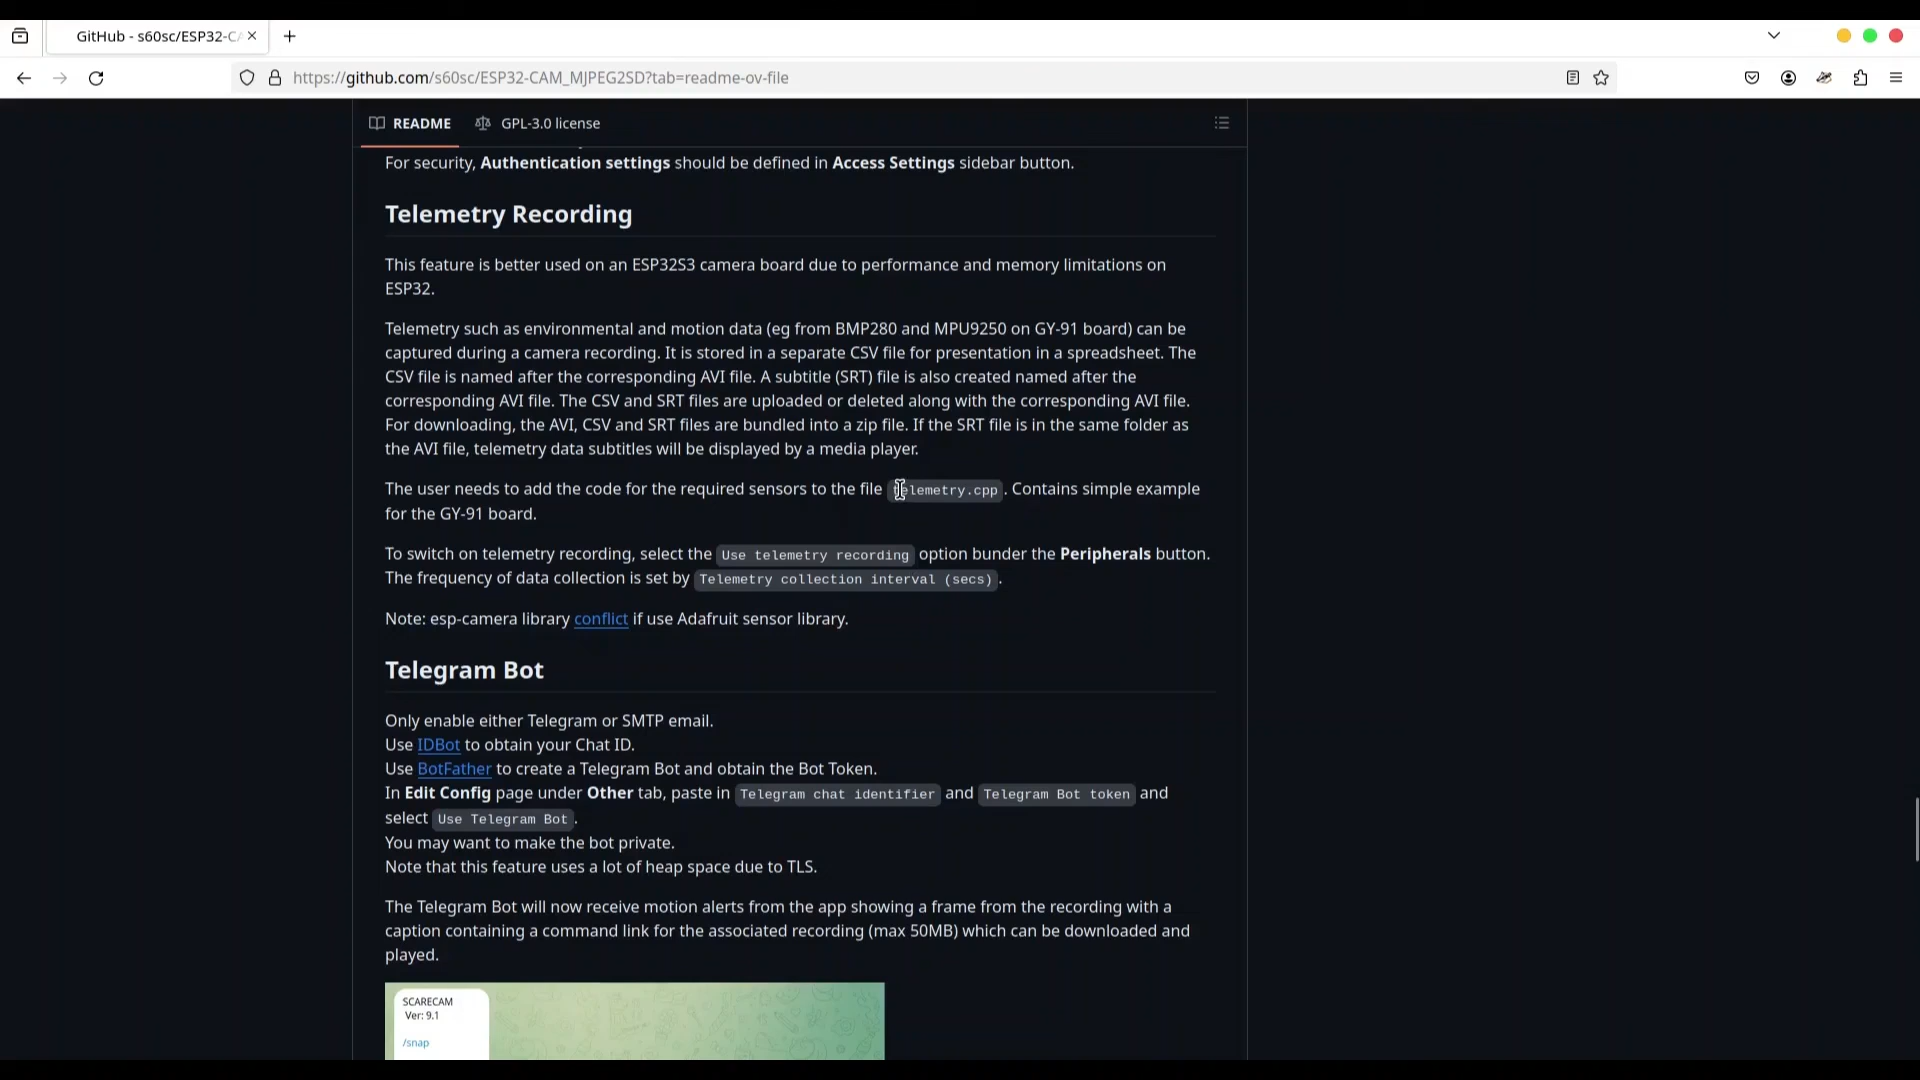 GitHub - s60sc/ESP32-CA
https://github.com/s60sc/ESP32-CAM_MJPEG2SD?tab=readme-ov-file
README
GPL-3.0 license
For security, Authentication settings should be defined in Access Settings sidebar button.
Telemetry Recording
This feature is better used on an ESP32S3 camera board due to performance and memory limitations on
ESP32.
Telemetry such as environmental and motion data (eg from BMP280 and MPU9250 on GY-91 board) can be
captured during a camera recording. It is stored in a separate CSV file for presentation in a spreadsheet. The
CSV file is named after the corresponding AVI file. A subtitle (SRT) file is also created named after the
corresponding AVI file. The CSV and SRT files are uploaded or deleted along with the corresponding AVI file.
For downloading, the AVI, CSV and SRT files are bundled into a zip file. If the SRT file is in the same folder as
the AVI file, telemetry data subtitles will be displayed by a media player.
The user needs to add the code for the required sensors to the file telemetry.cpp. Contains simple example
for the GY-91 board.
To switch on telemetry recording, select the Use telemetry recording option bunder the Peripherals button.
The frequency of data collection is set by Telemetry collection interval (secs).
Note: esp-camera library conflict if use Adafruit sensor library.
Telegram Bot
Only enable either Telegram or SMTP email.
Use IDBot to obtain your Chat ID.
Use BotFather to create a Telegram Bot and obtain the Bot Token.
In Edit Config page under Other tab, paste in Telegram chat identifier and Telegram Bot token and
select Use Telegram Bot.
You may want to make the bot private.
Note that this feature uses a lot of heap space due to TLS.
The Telegram Bot will now receive motion alerts from the app showing a frame from the recording with a
caption containing a command link for the associated recording (max 50MB) which can be downloaded and
played.
SCARECAM
Ver: 9.1
/snap